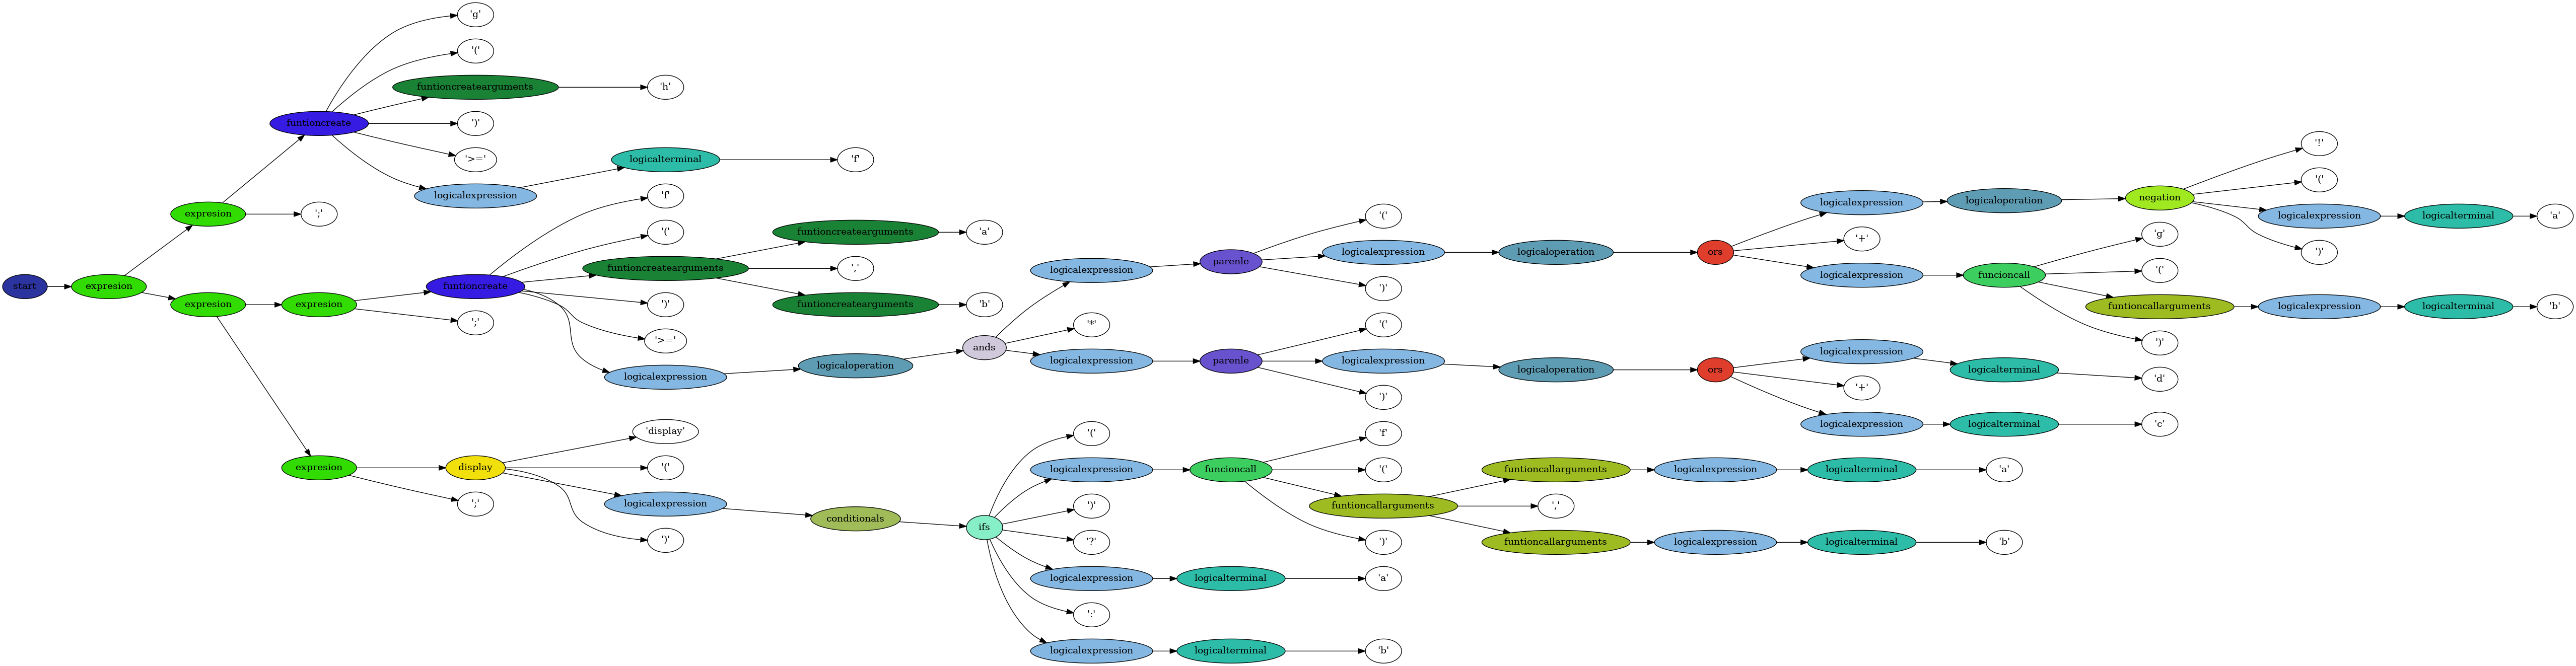 'g'
'('
funtioncreatearguments
'h'
funtioncreate
')'
'!'
'>='
logicalterminal
'f'
'('
logicalexpression
'f'
logicalexpression
logicaloperation
negation
expresion
';'
'('
logicalexpression
logicalterminal
'a'
'('
funtioncreatearguments
'a'
'+'
'g'
logicalexpression
logicaloperation
ors
')'
funtioncreatearguments
','
logicalexpression
parenle
logicalexpression
funcioncall
'('
start
expresion
funtioncreate
')'
expresion
expresion
')'
funtioncreatearguments
'b'
funtioncallarguments
logicalexpression
logicalterminal
'b'
';'
'*'
'('
'>='
ands
logicalexpression
')'
logicaloperation
logicalexpression
parenle
logicalexpression
logicaloperation
ors
logicalterminal
logicalexpression
'+'
'd'
')'
logicalexpression
logicalterminal
'c'
'display'
'('
'f'
expresion
display
'('
logicalexpression
funcioncall
'('
funtioncallarguments
logicalexpression
logicalterminal
'a'
';'
logicalexpression
')'
funtioncallarguments
','
conditionals
ifs
')'
'?'
')'
funtioncallarguments
logicalexpression
logicalterminal
'b'
logicalexpression
logicalterminal
'a'
':'
logicalexpression
logicalterminal
'b'